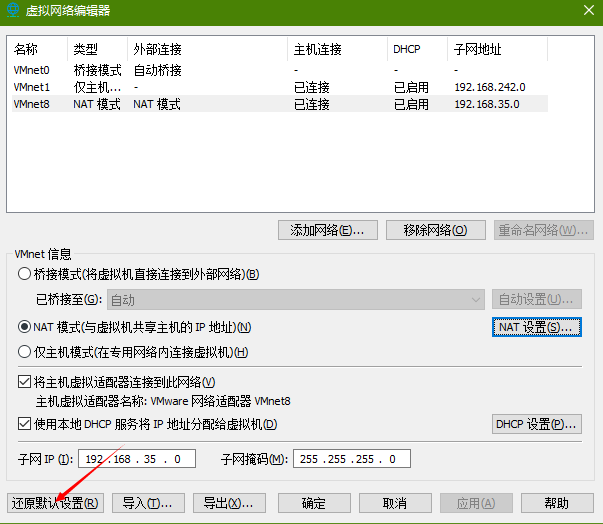 虚拟网络编辑器
名称 类型 外部连接 主机连接 DHCP 子网地址
VMnet0 桥接模式 自动桥接 - - -
VMnet1 仅主机... - 已连接 已启用 192.168.242.0
VMnet8 NAT 模式 NAT 模式 已连接 已启用 192.168.35.0
添加网络(E)... 移除网络(O) 重命名网络(W)...
VMnet 信息
桥接模式(将虚拟机直接连接到外部网络)(B)
已桥接至(G): 自动 自动设置(U)...
NAT 模式(与虚拟机共享主机的 IP 地址)(N) NAT 设置(S)...
仅主机模式(在专用网络内连接虚拟机)(H)
将主机虚拟适配器连接到此网络(V)
主机虚拟适配器名称: VMware 网络适配器 VMnet8
使用本地 DHCP 服务将 IP 地址分配给虚拟机(D) DHCP 设置(P)...
子网 IP (I): 192 .168 . 35 . 0 子网掩码(M): 255 .255 .255 . 0
还原默认设置(R) 导入(T)... 导出(X)... 确定 取消 应用(A) 帮助